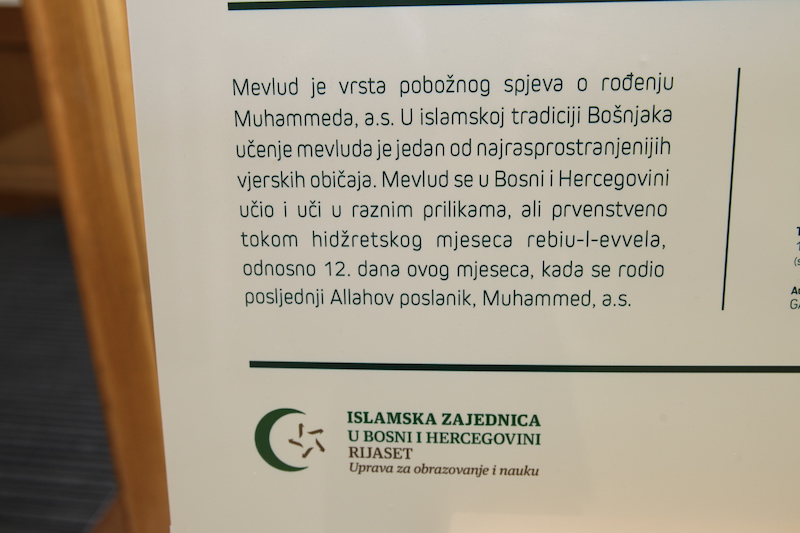 Mevlud je vrsta pobožnog spjeva o rođenju
Muhammeda, a.s. U islamskoj tradiciji Bošnjaka
učenje mevluda je jedan od najrasprostranjenijih
vjerskih običaja. Mevlud se u Bosni i Hercegovini
učio i uči u raznim prilikama, ali prvenstveno
tokom hidžretskog mjeseca rebiu-l-evvela,
odnosno 12. dana ovog mjeseca, kada se rodio
posljednji Allahov poslanik, Muhammed, a.s.
ISLAMSKA ZAJEDNICA
U BOSNI I HERCEGOVINI
RIJASET
Uprava za obrazovanje i nauku